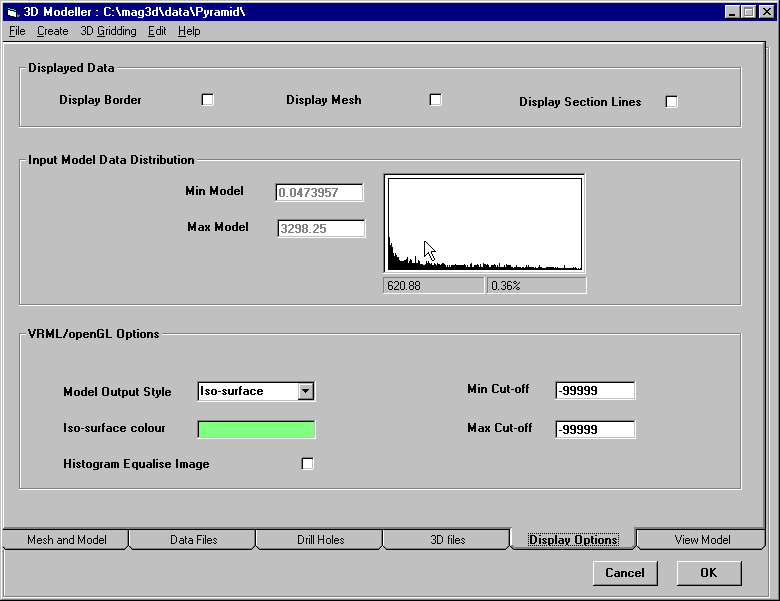 3D Modeller : C:\mag3d\data\Pyramid\
File Create 3D Gridding Edit Help
Displayed Data
Display Border Display Mesh Display Section Lines
Input Model Data Distribution
Min Model 0.0473957
Max Model 3298.25
620.88 0.36%
VRML/openGL Options
Model Output Style Iso-surface Min Cut-off -99999
Iso-surface colour Max Cut-off -99999
Histogram Equalise Image
Mesh and Model Data Files Drill Holes 3D files Display Options View Model
Cancel OK